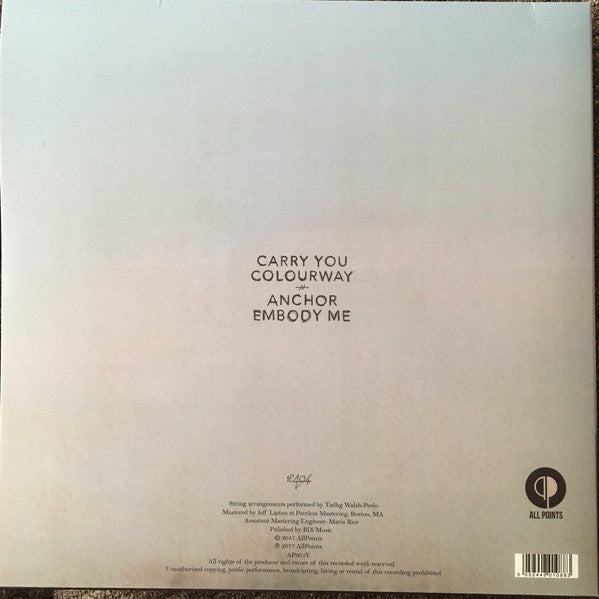 CARRY YOU
COLOURWAY
ANCHOR
EMBODY ME
String arrangements performed by Tadhg Walsh-Peelo
Mastered by Jeff Lipton at Peerless Mastering, Boston, MA
Assistant Mastering Engineer: Maria Rice
Published by BDi Music
© 2017 AllPoints
℗ 2017 AllPoints
AP001V
All rights of the producer and owner of this recorded work reserved.
Unauthorised copying, public performance, broadcasting, hiring or rental of this recording prohibited
ALL POINTS